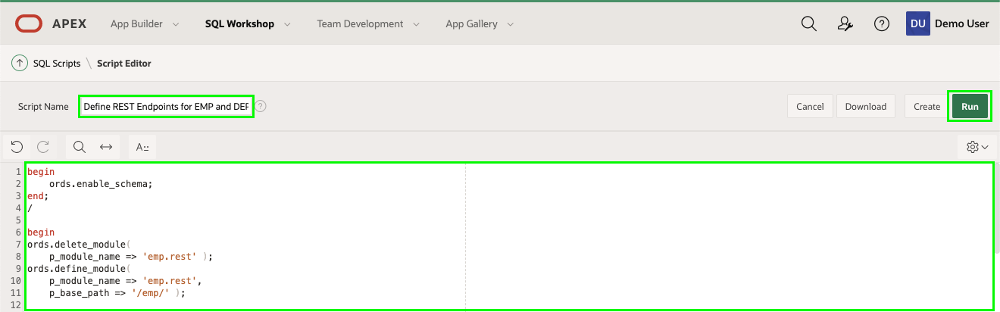 APEX App Builder SQL Workshop Team Development App Gallery DU Demo User
SQL Scripts \ Script Editor
Script Name Define REST Endpoints for EMP and DEP ? Cancel Download Create Run
A
1 begin
2 ords.enable_schema;
3 end;
4 /
5
6 begin
7 ords.delete_module(
8 p_module_name => 'emp.rest' );
9 ords.define_module(
10 p_module_name => 'emp.rest',
11 p_base_path => '/emp/' );
12